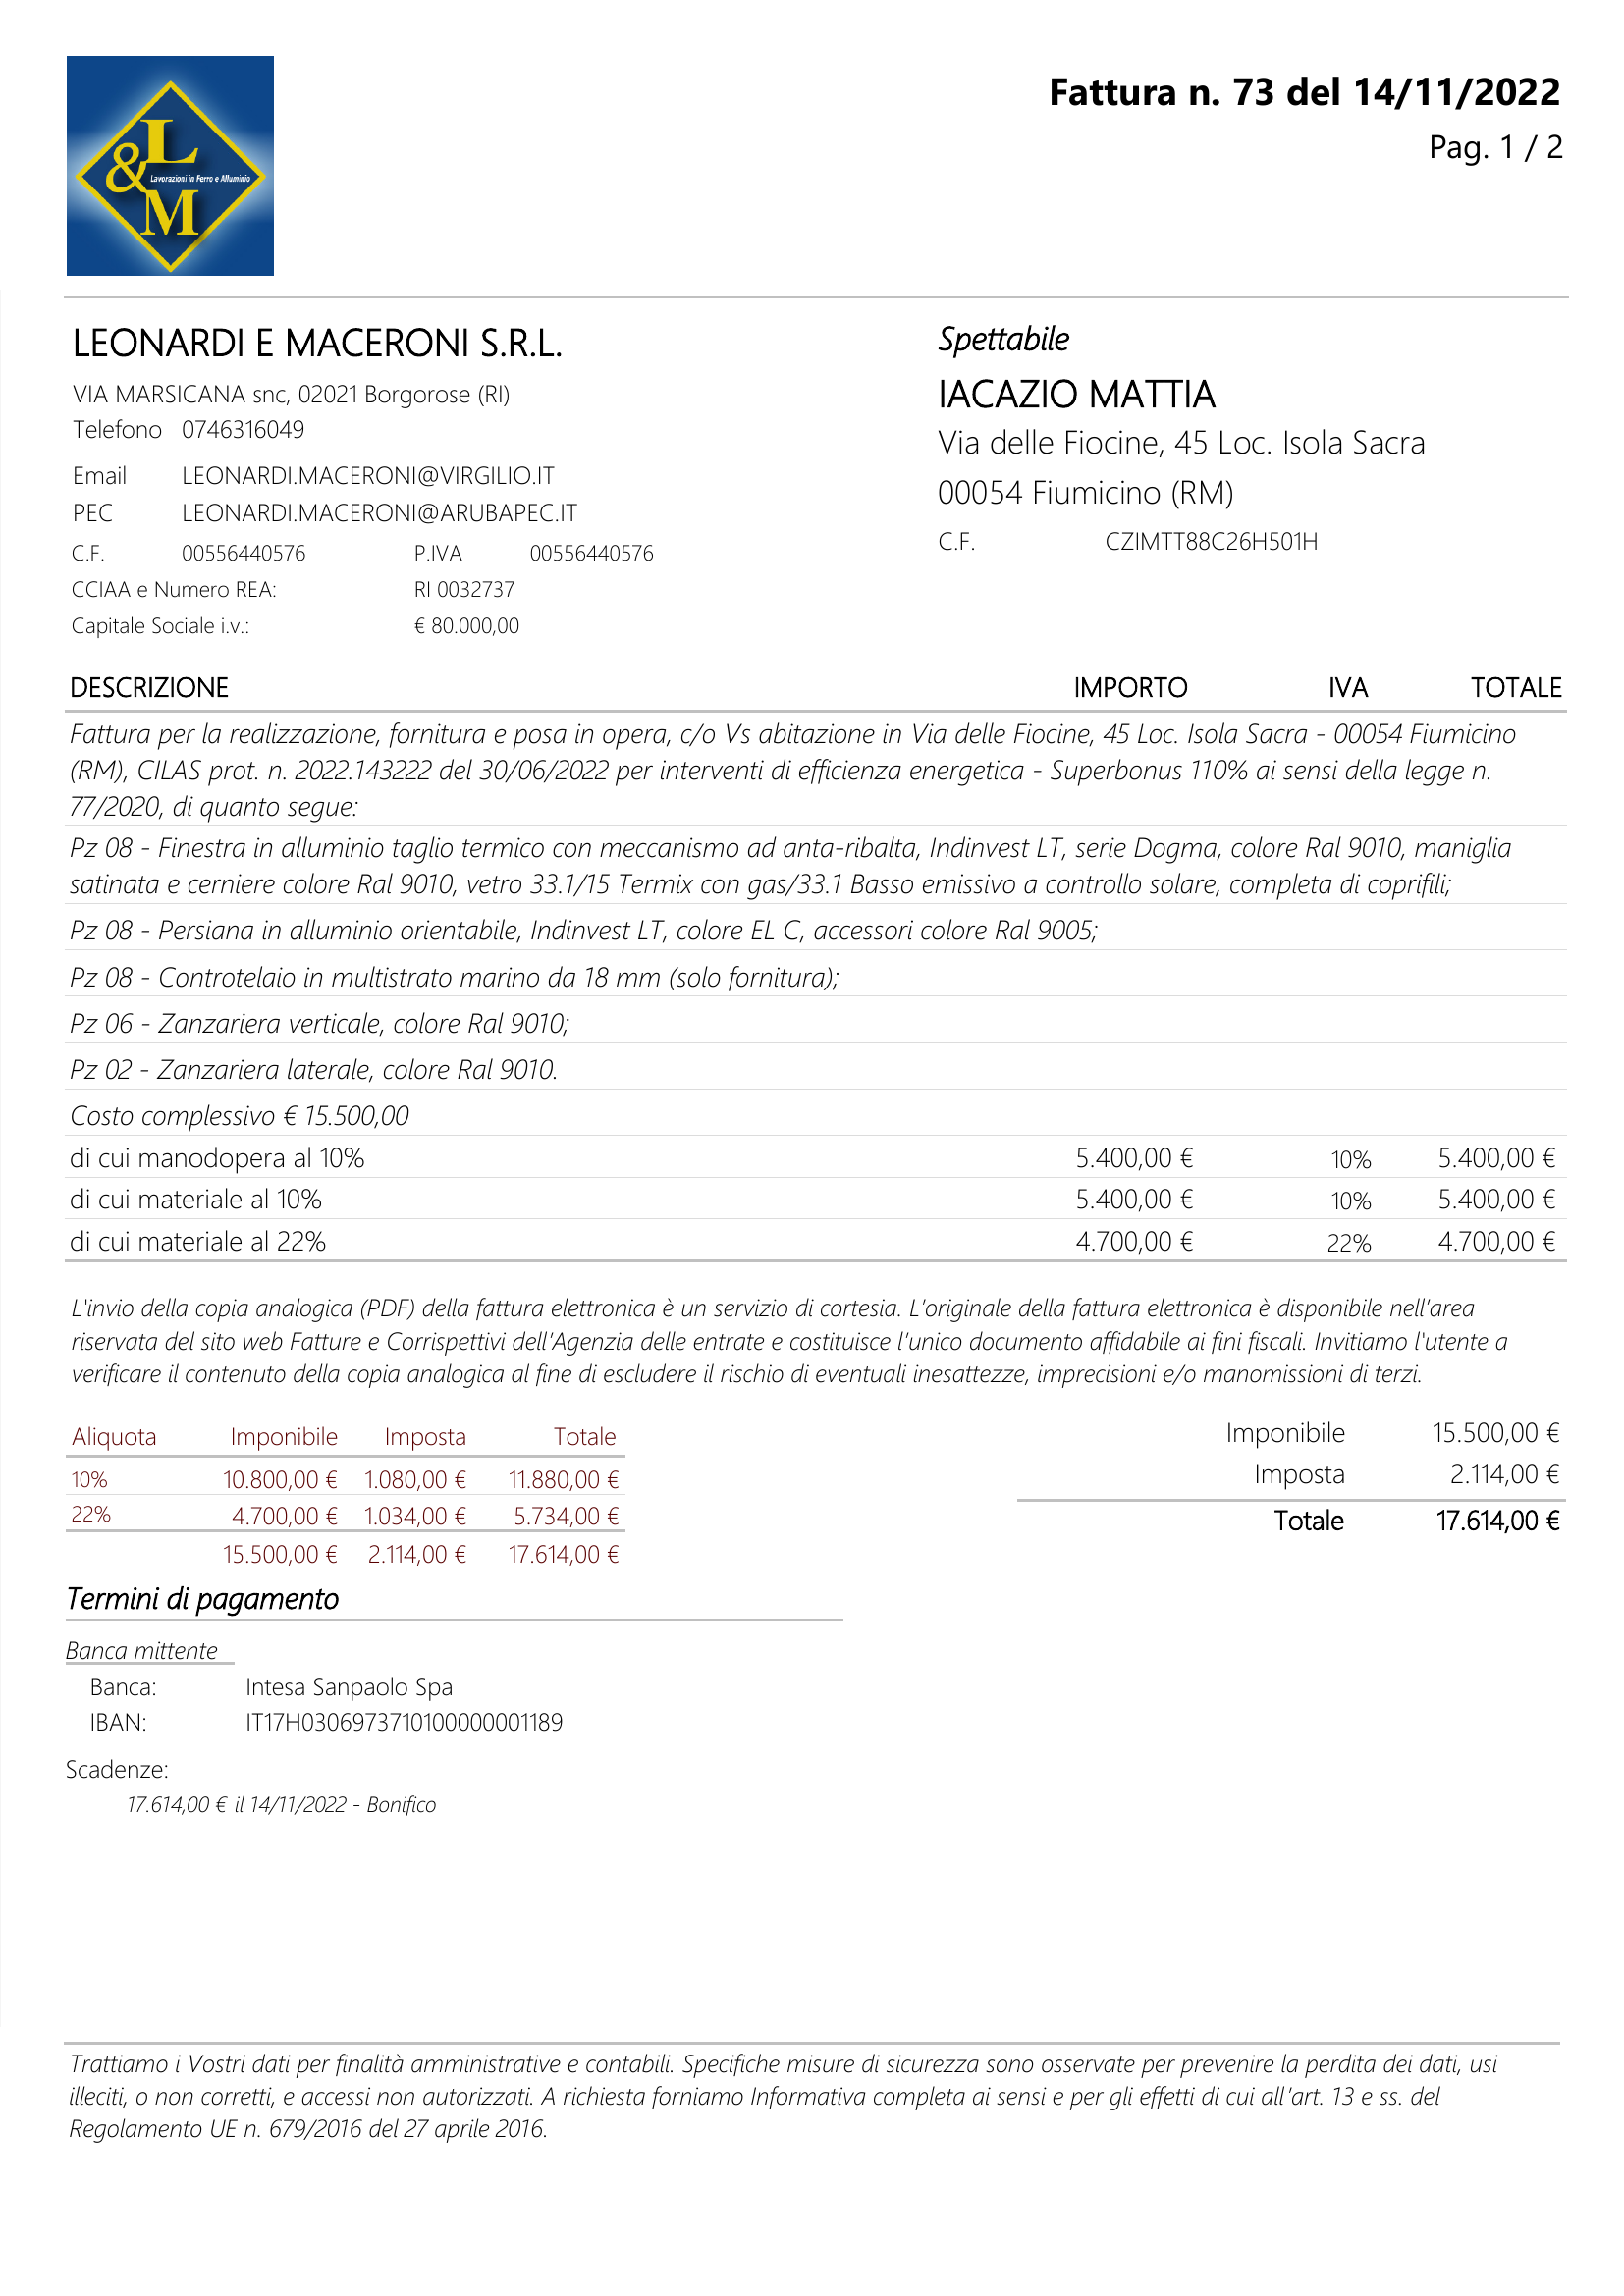 L
&
M
Lavorazioni in Ferro e Alluminio
Fattura n. 73 del 14/11/2022
Pag. 1 / 2
LEONARDI E MACERONI S.R.L.
VIA MARSICANA snc, 02021 Borgorose (RI)
Telefono 0746316049
Email LEONARDI.MACERONI@VIRGILIO.IT
PEC LEONARDI.MACERONI@ARUBAPEC.IT
C.F. 00556440576 P.IVA 00556440576
CCIAA e Numero REA: RI 0032737
Capitale Sociale i.v.: € 80.000,00
Spettabile
IACAZIO MATTIA
Via delle Fiocine, 45 Loc. Isola Sacra
00054 Fiumicino (RM)
C.F. CZIMTT88C26H501H
DESCRIZIONE IMPORTO IVA TOTALE
Fattura per la realizzazione, fornitura e posa in opera, c/o Vs abitazione in Via delle Fiocine, 45 Loc. Isola Sacra - 00054 Fiumicino
(RM), CILAS prot. n. 2022.143222 del 30/06/2022 per interventi di efficienza energetica - Superbonus 110% ai sensi della legge n.
77/2020, di quanto segue:
Pz 08 - Finestra in alluminio taglio termico con meccanismo ad anta-ribalta, Indinvest LT, serie Dogma, colore Ral 9010, maniglia
satinata e cerniere colore Ral 9010, vetro 33.1/15 Termix con gas/33.1 Basso emissivo a controllo solare, completa di coprifili;
Pz 08 - Persiana in alluminio orientabile, Indinvest LT, colore EL C, accessori colore Ral 9005;
Pz 08 - Controtelaio in multistrato marino da 18 mm (solo fornitura);
Pz 06 - Zanzariera verticale, colore Ral 9010;
Pz 02 - Zanzariera laterale, colore Ral 9010.
Costo complessivo € 15.500,00
di cui manodopera al 10% 5.400,00 € 10% 5.400,00 €
di cui materiale al 10% 5.400,00 € 10% 5.400,00 €
di cui materiale al 22% 4.700,00 € 22% 4.700,00 €
L'invio della copia analogica (PDF) della fattura elettronica è un servizio di cortesia. L'originale della fattura elettronica è disponibile nell'area
riservata del sito web Fatture e Corrispettivi dell'Agenzia delle entrate e costituisce l'unico documento affidabile ai fini fiscali. Invitiamo l'utente a
verificare il contenuto della copia analogica al fine di escludere il rischio di eventuali inesattezze, imprecisioni e/o manomissioni di terzi.
Aliquota Imponibile Imposta Totale
10% 10.800,00 € 1.080,00 € 11.880,00 €
22% 4.700,00 € 1.034,00 € 5.734,00 €
15.500,00 € 2.114,00 € 17.614,00 €
Imponibile 15.500,00 €
Imposta 2.114,00 €
Totale 17.614,00 €
Termini di pagamento
Banca mittente
Banca: Intesa Sanpaolo Spa
IBAN: IT17H0306973710100000001189
Scadenze:
17.614,00 € il 14/11/2022 - Bonifico
Trattiamo i Vostri dati per finalità amministrative e contabili. Specifiche misure di sicurezza sono osservate per prevenire la perdita dei dati, usi
illeciti, o non corretti, e accessi non autorizzati. A richiesta forniamo Informativa completa ai sensi e per gli effetti di cui all'art. 13 e ss. del
Regolamento UE n. 679/2016 del 27 aprile 2016.